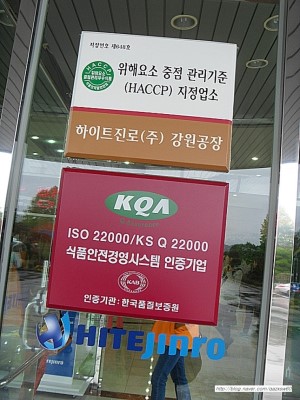 지정번호 제648호
HACCP
위해요소 중점 관리기준
(HACCP) 지정업소
하이트진로(주) 강원공장
KQA
ISO 22000/KS Q 22000
식품안전경영시스템 인증기업
KAB
인증기관: 한국품질보증원
HITEJINRO